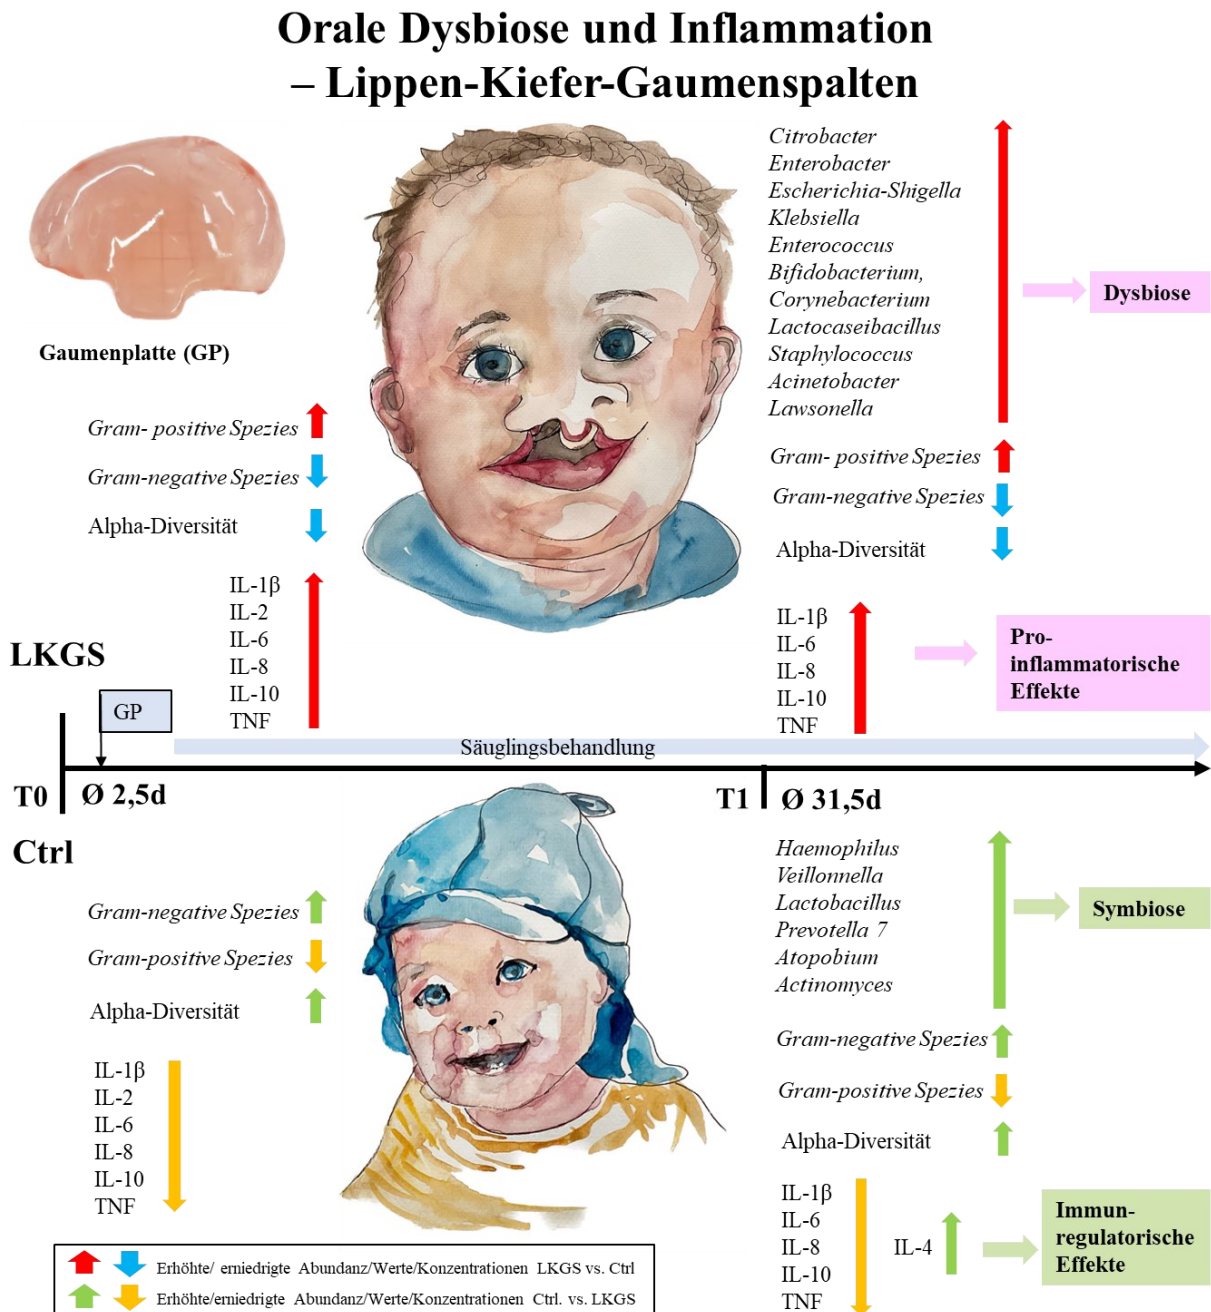 Orale Dysbiose und Inflammation
– Lippen-Kiefer-Gaumenspalten
Gaumenplatte (GP)
Gram- positive Spezies
Gram-negative Spezies
Alpha-Diversität
IL-1β
IL-2
IL-6
IL-8
IL-10
TNF
Citrobacter
Enterobacter
Escherichia-Shigella
Klebsiella
Enterococcus
Bifidobacterium,
Corynebacterium
Lactocaseibacillus
Staphylococcus
Acinetobacter
Lawsonella
Dysbiose
Gram- positive Spezies
Gram-negative Spezies
Alpha-Diversität
IL-1β
IL-6
IL-8
IL-10
TNF
Pro-
inflammatorische
Effekte
LKGS
GP
Säuglingsbehandlung
T0
Ø 2,5d
T1
Ø 31,5d
Ctrl
Gram-negative Spezies
Gram-positive Spezies
Alpha-Diversität
IL-1β
IL-2
IL-6
IL-8
IL-10
TNF
Haemophilus
Veillonnella
Lactobacillus
Prevotella 7
Atopobium
Actinomyces
Symbiose
Gram-negative Spezies
Gram-positive Spezies
Alpha-Diversität
IL-1β
IL-6
IL-8
IL-10
TNF
IL-4
Immun-
regulatorische
Effekte
Erhöhte/ erniedrigte Abundanz/Werte/Konzentrationen LKGS vs. Ctrl
Erhöhte/erniedrigte Abundanz/Werte/Konzentrationen Ctrl. vs. LKGS